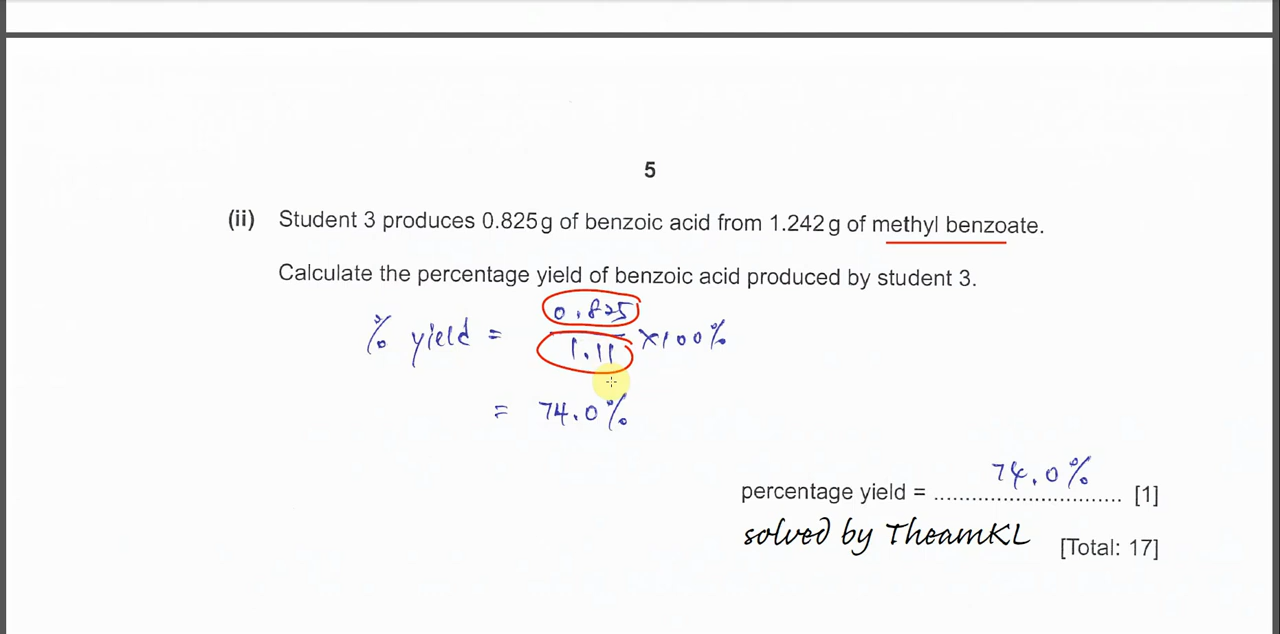 5
(ii) Student 3 produces 0.825 g of benzoic acid from 1.242 g of methyl benzoate.
Calculate the percentage yield of benzoic acid produced by student 3.
% yield = 0.825 / 1.11 ×100%
= 74.0%
74.0%
percentage yield = .............................. [1]
solved by TheamKL
[Total: 17]